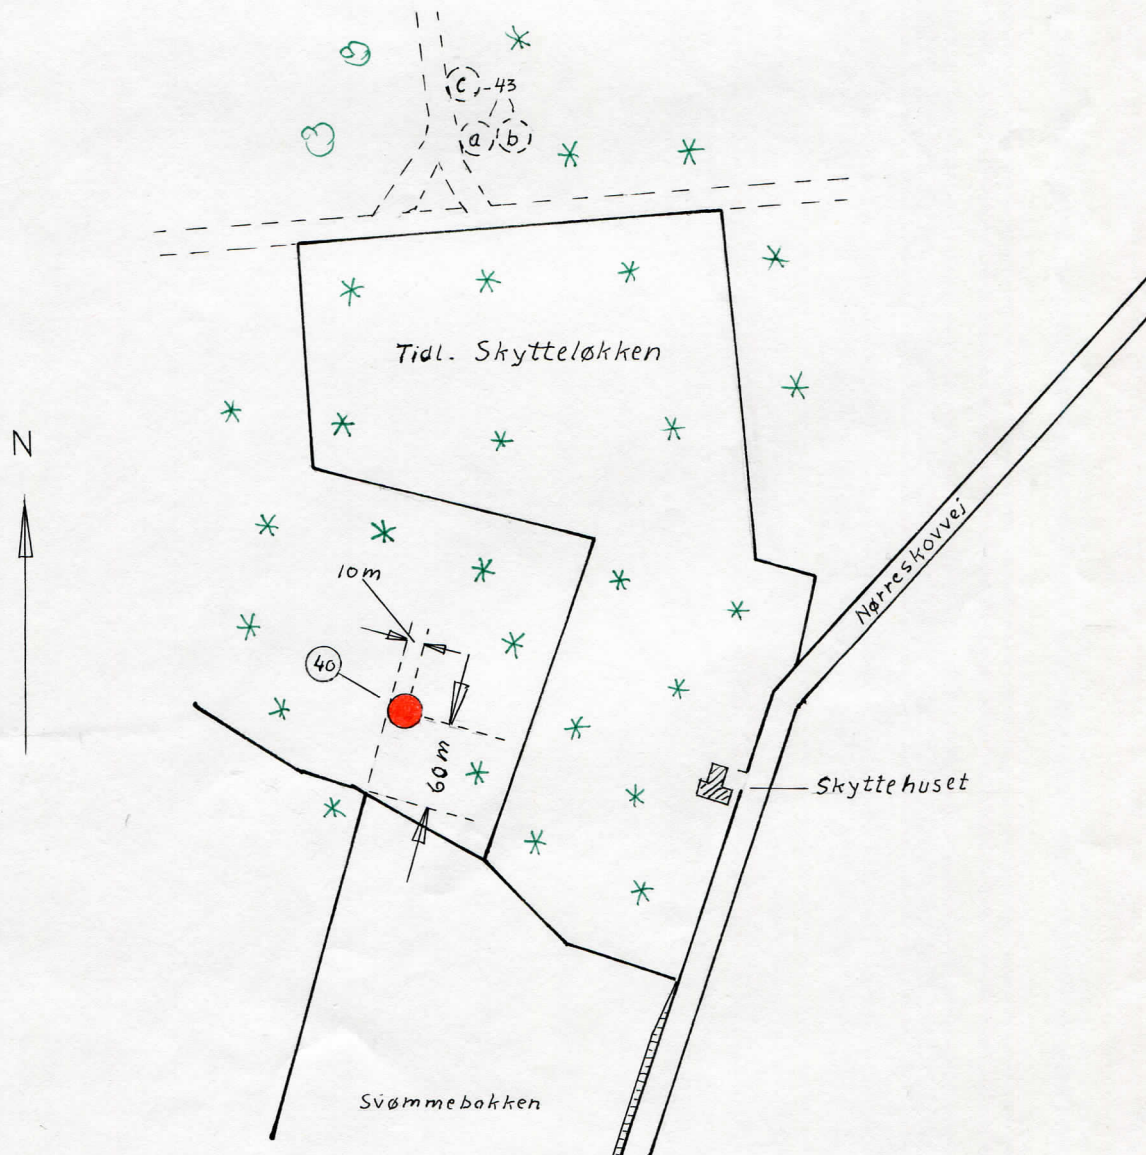 C -43
a b
Tidl. Skytteløkken
N
Nørreskovvej
10m
40
60m
Skyttehuset
Svømmebakken